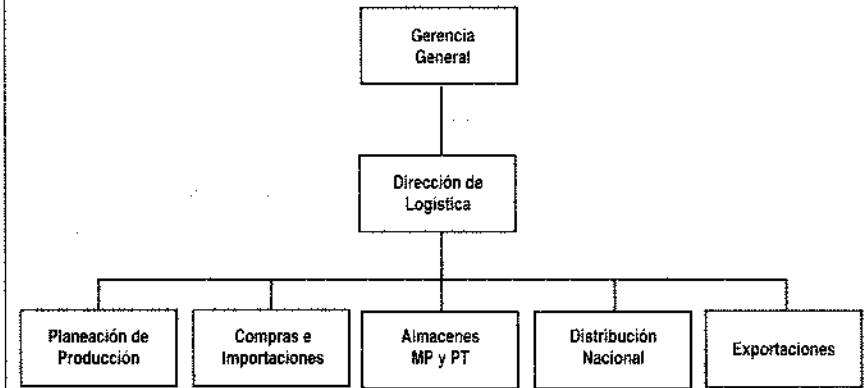 Gerencia
General
Dirección de
Logística
Planeación de
Producción
Compras e
Importaciones
Almacenes
MP y PT
Distribución
Nacional
Exportaciones